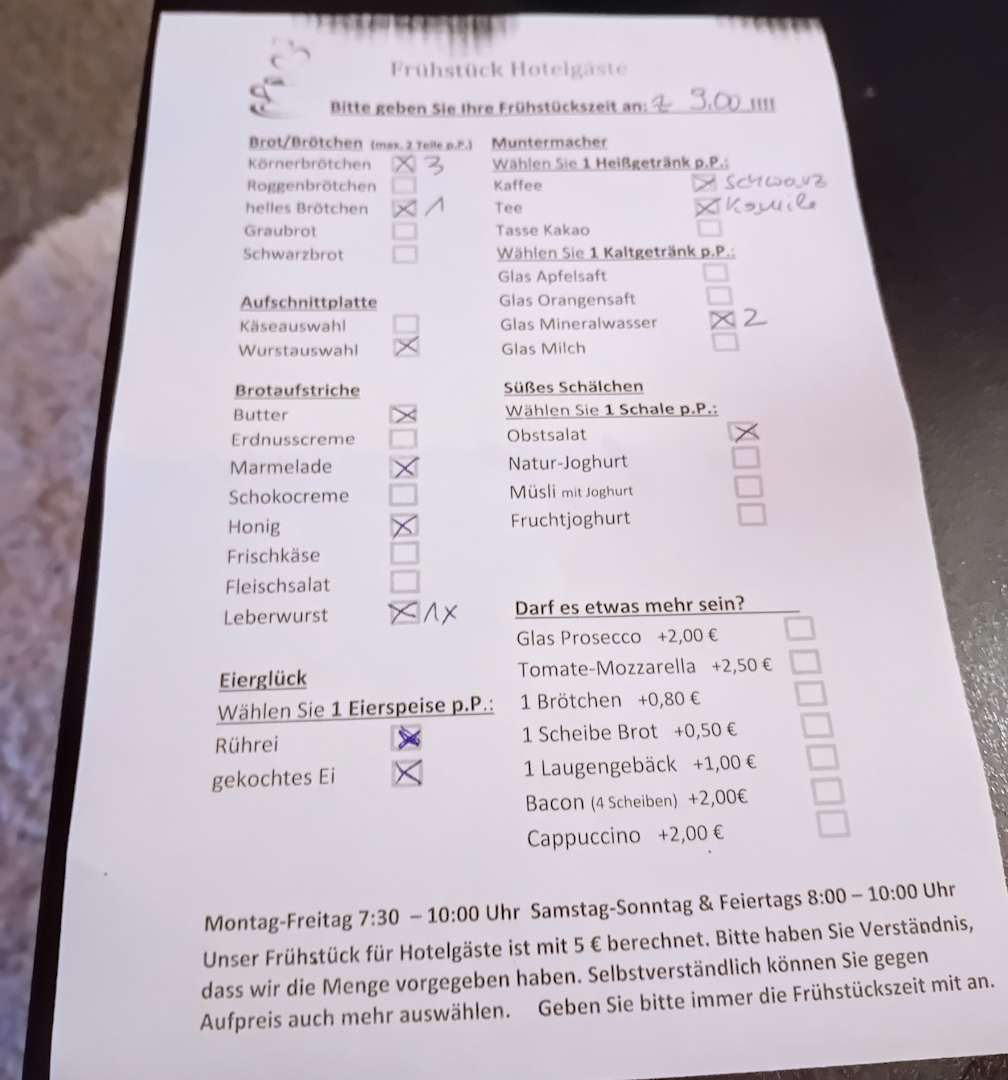 Frühstück Hotelgäste
Bitte geben Sie Ihre Frühstückszeit an: 9.00 !!!!
Brot/Brötchen (max. 2 Teile p.P.)
Körnerbrötchen 3
Roggenbrötchen
helles Brötchen 1
Graubrot
Schwarzbrot
Aufschnittplatte
Käseauswahl
Wurstauswahl
Brotaufstriche
Butter
Erdnusscreme
Marmelade
Schokocreme
Honig
Frischkäse
Fleischsalat
Leberwurst 1x
Eierglück
Wählen Sie 1 Eierspeise p.P.:
Rührei
gekochtes Ei
Muntermacher
Wählen Sie 1 Heißgetränk p.P.:
Kaffee schwarz
Tee Kamille
Tasse Kakao
Wählen Sie 1 Kaltgetränk p.P.:
Glas Apfelsaft
Glas Orangensaft
Glas Mineralwasser 2
Glas Milch
Süßes Schälchen
Wählen Sie 1 Schale p.P.:
Obstsalat
Natur-Joghurt
Müsli mit Joghurt
Fruchtjoghurt
Darf es etwas mehr sein?
Glas Prosecco +2,00 €
Tomate-Mozzarella +2,50 €
1 Brötchen +0,80 €
1 Scheibe Brot +0,50 €
1 Laugengebäck +1,00 €
Bacon (4 Scheiben) +2,00€
Cappuccino +2,00 €
Montag-Freitag 7:30 – 10:00 Uhr Samstag-Sonntag & Feiertags 8:00 – 10:00 Uhr
Unser Frühstück für Hotelgäste ist mit 5 € berechnet. Bitte haben Sie Verständnis,
dass wir die Menge vorgegeben haben. Selbstverständlich können Sie gegen
Aufpreis auch mehr auswählen. Geben Sie bitte immer die Frühstückszeit mit an.